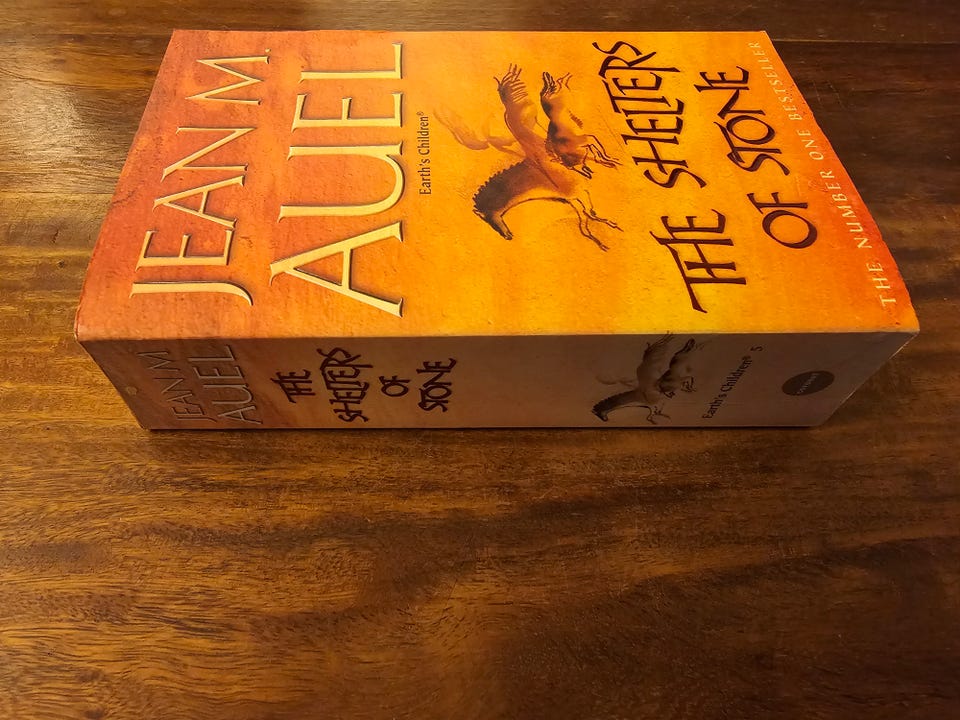 JEAN M.
AUEL
Earth's Children®
THE SHELTERS
OF STONE
THE NUMBER ONE BESTSELLER
JEAN M.
AUEL
THE
SHELTERS
OF
STONE
Earth's Children® 5